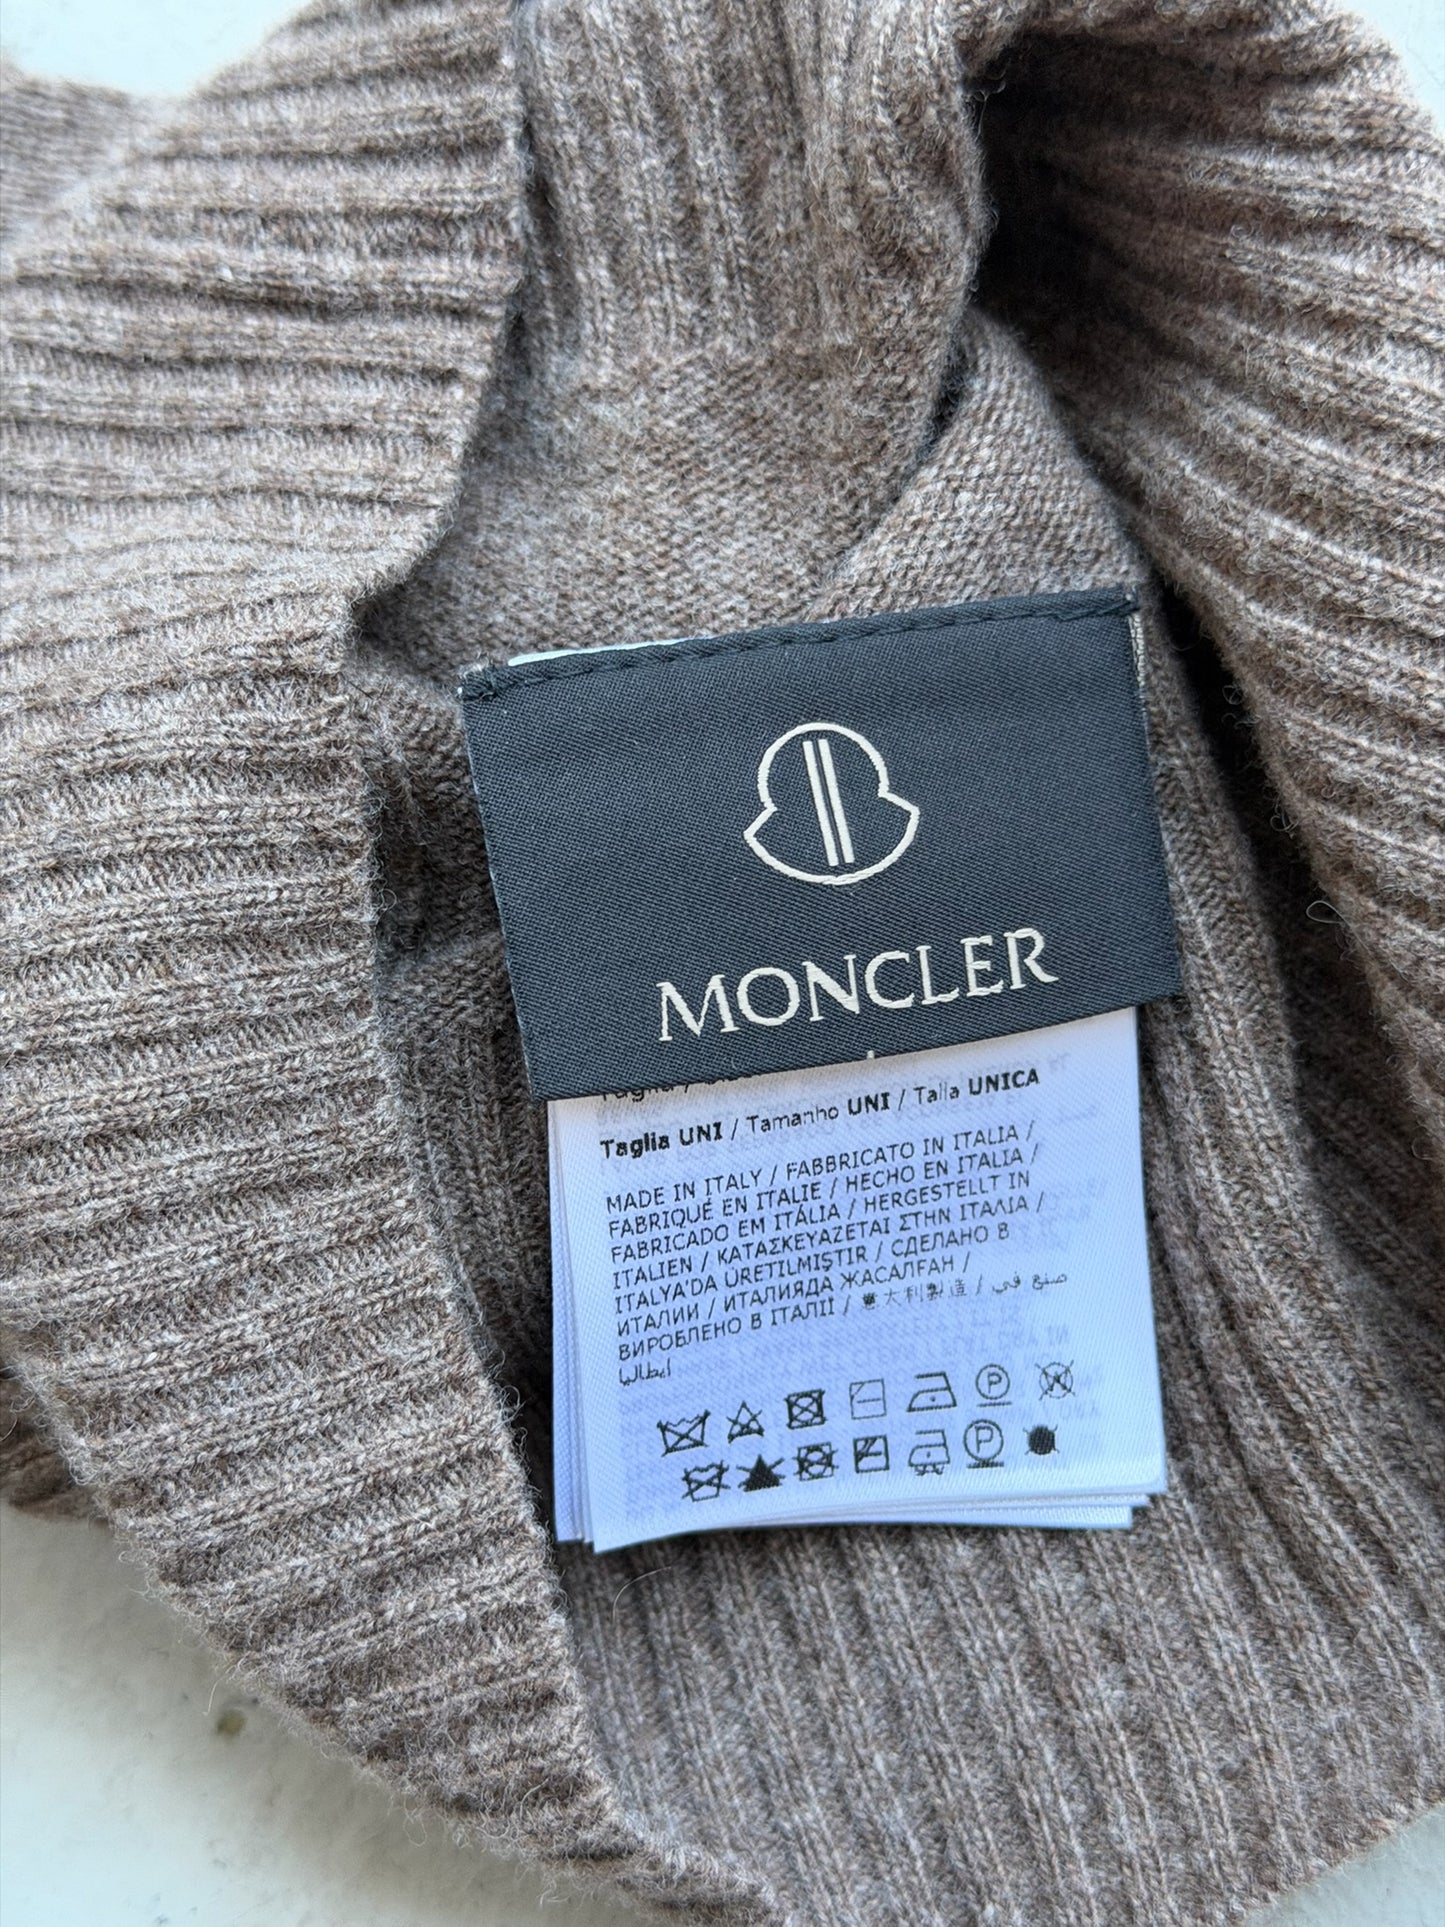 MONCLER
Taglia UNI / Tamanho UNI / Talla UNICA
MADE IN ITALY / FABBRICATO IN ITALIA /
FABRIQUÉ EN ITALIE / HECHO EN ITALIA /
FABRICADO EM ITÁLIA / HERGESTELLT IN
ITALIEN / ΚΑΤΑΣΚΕΥΑΖΕΤΑΙ ΣΤΗΝ ΙΤΑΛΙΑ /
ITALYA'DA ÜRETILMIŞTIR / СДЕЛАНО В
ИТАЛИИ / ИТАЛИЯДА ЖАСАЛҒАН /
ВИРОБЛЕНО В ІТАЛІЇ / 意大利製造 / صنع في
إيطاليا
P
W
P